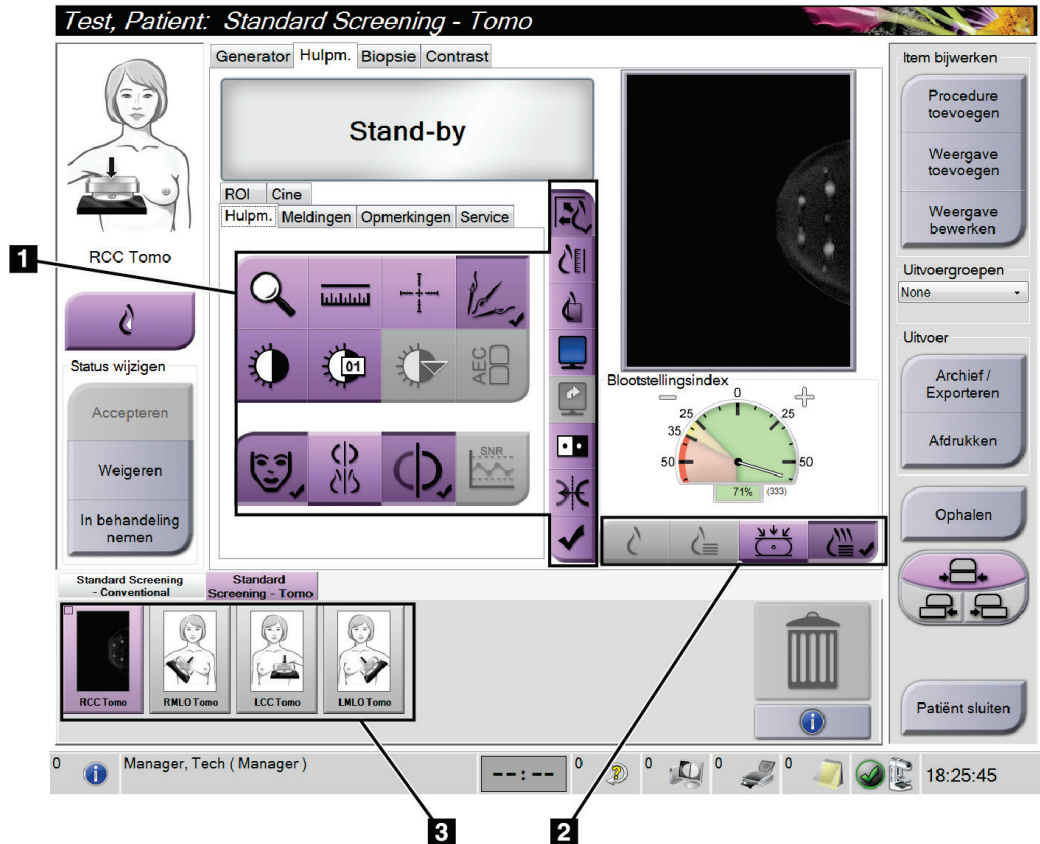 Test, Patient: Standard Screening - Tomo
Generator Hulpm. Biopsie Contrast
Stand-by
ROI Cine
Hulpm. Meldingen Opmerkingen Service
RCC Tomo
1
01
AEC
SNR
Status wijzigen
Accepteren
Weigeren
In behandeling
nemen
Blootstellingsindex
0
25 25
35
50 50
71% (333)
Item bijwerken
Procedure
toevoegen
Weergave
toevoegen
Weergave
bewerken
Uitvoergroepen
None
Uitvoer
Archief /
Exporteren
Afdrukken
Ophalen
Patiënt sluiten
Standard Screening
- Conventional
Standard
Screening - Tomo
RCC Tomo
RMLO Tomo
LCC Tomo
LMLO Tomo
0 Manager, Tech ( Manager )
--:-- 0 0 0 0 18:25:45
3 2